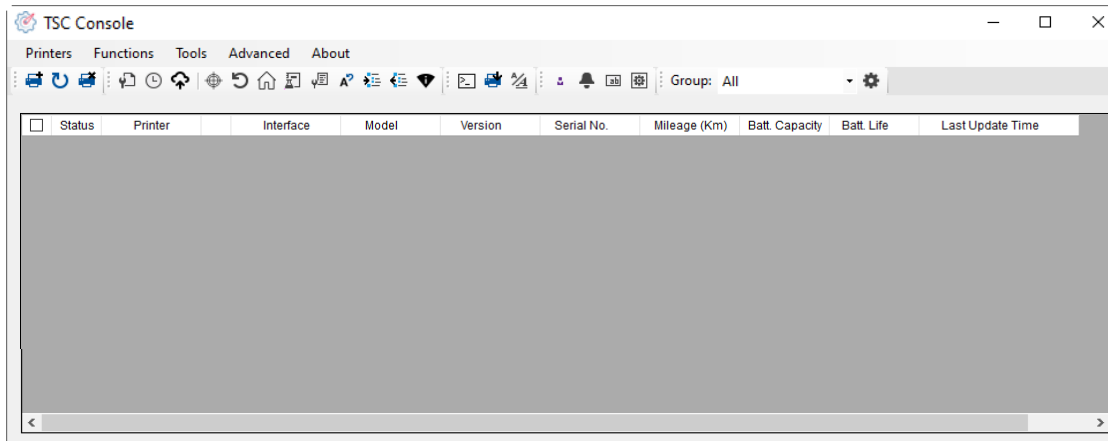 TSC Console
Printers Functions Tools Advanced About
Group: All
Status Printer Interface Model Version Serial No. Mileage (Km) Batt. Capacity Batt. Life Last Update Time